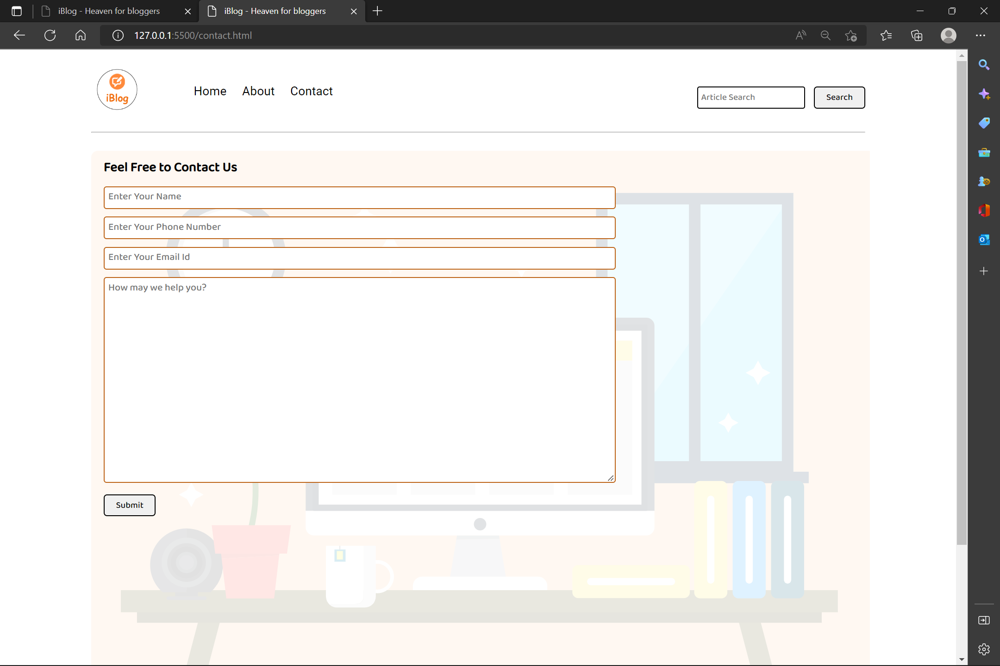 iBlog - Heaven for bloggers
iBlog - Heaven for bloggers
127.0.0.1:5500/contact.html
iBlog
Home About Contact
Article Search
Search
Feel Free to Contact Us
Enter Your Name
Enter Your Phone Number
Enter Your Email Id
How may we help you?
Submit